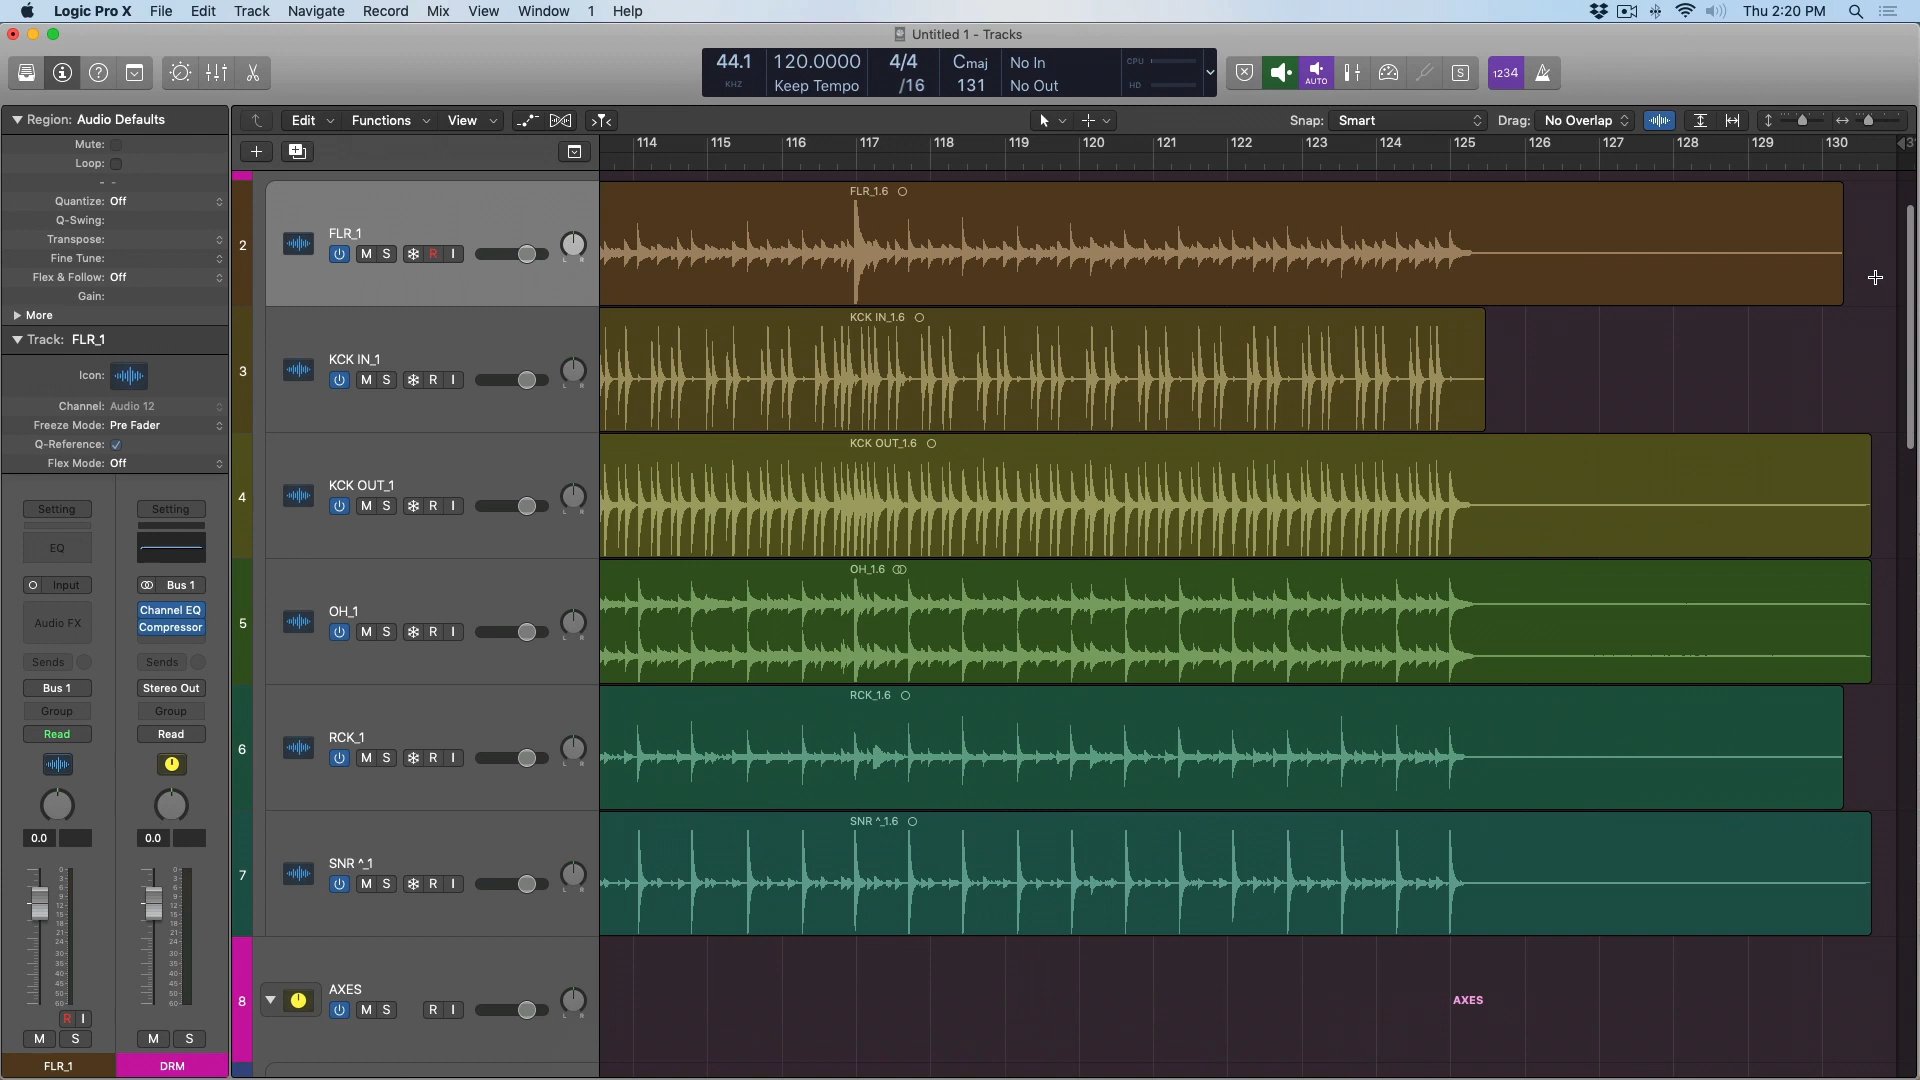 Logic Pro X File Edit Track Navigate Record Mix View Window 1 Help Thu 2:20 PM
Untitled 1 - Tracks
44.1 KHZ 120.0000 Keep Tempo 4/4 /16 Cmaj 131 No In No Out CPU HD AUTO S 1234
Region: Audio Defaults
Mute:
Loop:
Quantize: Off
Q-Swing:
Transpose:
Fine Tune:
Flex & Follow: Off
Gain:
More
Track: FLR_1
Icon:
Channel: Audio 12
Freeze Mode: Pre Fader
Q-Reference:
Flex Mode: Off
Setting Setting
EQ
Input Bus 1
Audio FX Channel EQ
Compressor
Sends Sends
Bus 1 Stereo Out
Group Group
Read Read
0.0 0.0
R I
M S M S
FLR_1 DRM
Edit Functions View Snap: Smart Drag: No Overlap
114 115 116 117 118 119 120 121 122 123 124 125 126 127 128 129 130
2 FLR_1 M S R I L R
FLR_1.6
3 KCK IN_1 M S R I L R
KCK IN_1.6
4 KCK OUT_1 M S R I L R
KCK OUT_1.6
5 OH_1 M S R I L R
OH_1.6
6 RCK_1 M S R I L R
RCK_1.6
7 SNR ^_1 M S R I L R
SNR ^_1.6
8 AXES M S R I L R
AXES